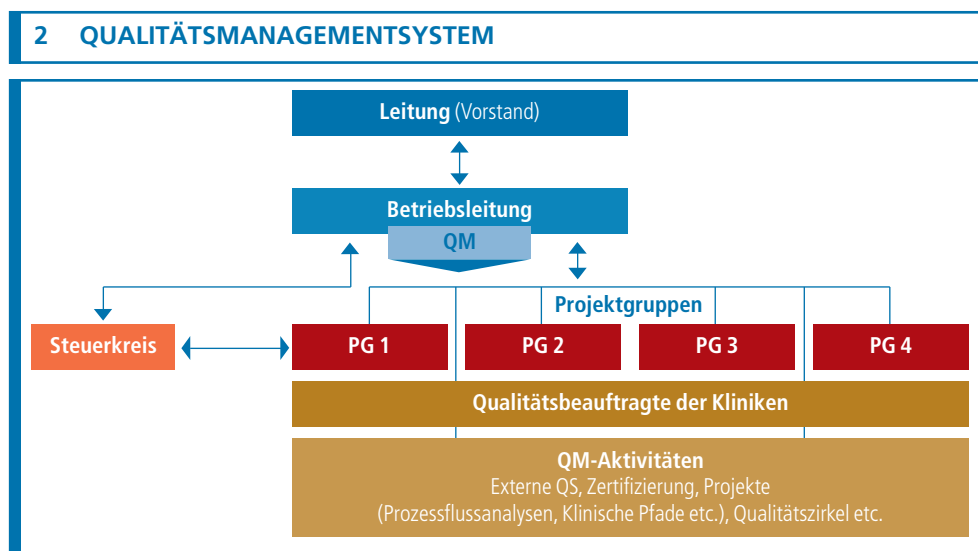 2 QUALITÄTSMANAGEMENTSYSTEM
Leitung (Vorstand)
Betriebsleitung
QM
Projektgruppen
Steuerkreis
PG 1
PG 2
PG 3
PG 4
Qualitätsbeauftragte der Kliniken
QM-Aktivitäten
Externe QS, Zertifizierung, Projekte
(Prozessflussanalysen, Klinische Pfade etc.), Qualitätszirkel etc.